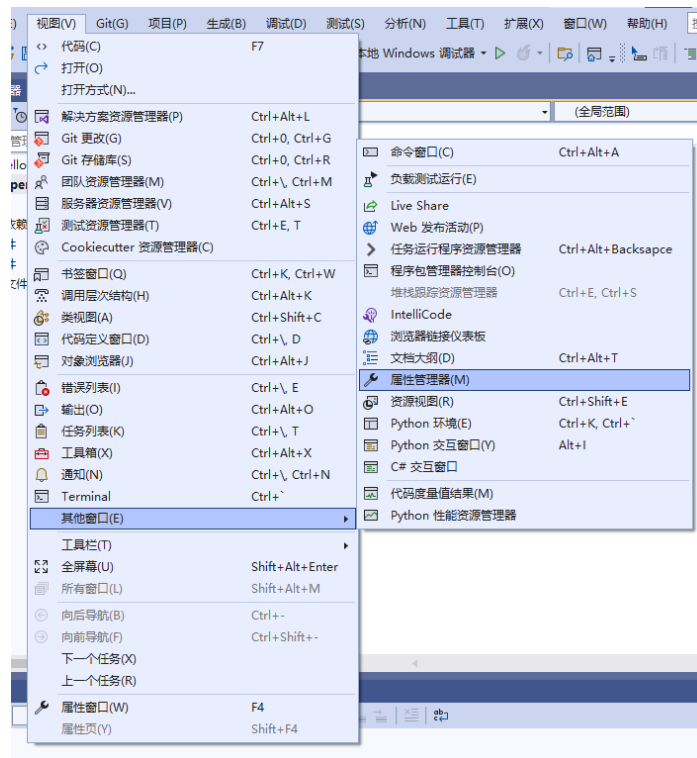 视图(V) Git(G) 项目(P) 生成(B) 调试(D) 测试(S) 分析(N) 工具(T) 扩展(X) 窗口(W) 帮助(H)
本地 Windows 调试器
(全局范围)
代码(C) F7
打开(O)
打开方式(N)...
解决方案资源管理器(P) Ctrl+Alt+L
Git 更改(G) Ctrl+0, Ctrl+G
Git 存储库(S) Ctrl+0, Ctrl+R
团队资源管理器(M) Ctrl+\, Ctrl+M
服务器资源管理器(V) Ctrl+Alt+S
测试资源管理器(T) Ctrl+E, T
Cookiecutter 资源管理器(C)
书签窗口(Q) Ctrl+K, Ctrl+W
调用层次结构(H) Ctrl+Alt+K
类视图(A) Ctrl+Shift+C
代码定义窗口(D) Ctrl+\, D
对象浏览器(J) Ctrl+Alt+J
错误列表(I) Ctrl+\, E
输出(O) Ctrl+Alt+O
任务列表(K) Ctrl+\, T
工具箱(X) Ctrl+Alt+X
通知(N) Ctrl+\, Ctrl+N
Terminal Ctrl+`
其他窗口(E)
工具栏(T)
全屏幕(U) Shift+Alt+Enter
所有窗口(L) Shift+Alt+M
向后导航(B) Ctrl+-
向前导航(F) Ctrl+Shift+-
下一个任务(X)
上一个任务(R)
属性窗口(W) F4
属性页(Y) Shift+F4
命令窗口(C) Ctrl+Alt+A
负载测试运行(E)
Live Share
Web 发布活动(P)
任务运行程序资源管理器 Ctrl+Alt+Backsapce
程序包管理器控制台(O)
堆栈跟踪资源管理器 Ctrl+E, Ctrl+S
IntelliCode
浏览器链接仪表板
文档大纲(D) Ctrl+Alt+T
属性管理器(M)
资源视图(R) Ctrl+Shift+E
Python 环境(E) Ctrl+K, Ctrl+`
Python 交互窗口(Y) Alt+I
C# 交互窗口
代码度量值结果(M)
Python 性能资源管理器